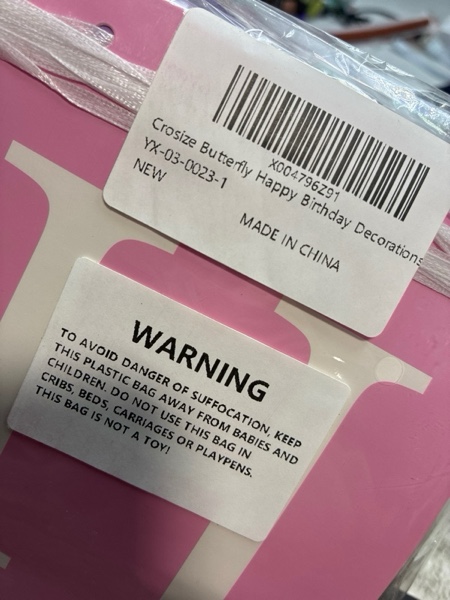 X004796Z91
Crosize Butterfly Happy Birthday Decorations
YX-03-0023-1
NEW
MADE IN CHINA
WARNING
TO AVOID DANGER OF SUFFOCATION, KEEP
THIS PLASTIC BAG AWAY FROM BABIES AND
CHILDREN. DO NOT USE THIS BAG IN
CRIBS, BEDS, CARRIAGES OR PLAYPENS.
THIS BAG IS NOT A TOY!